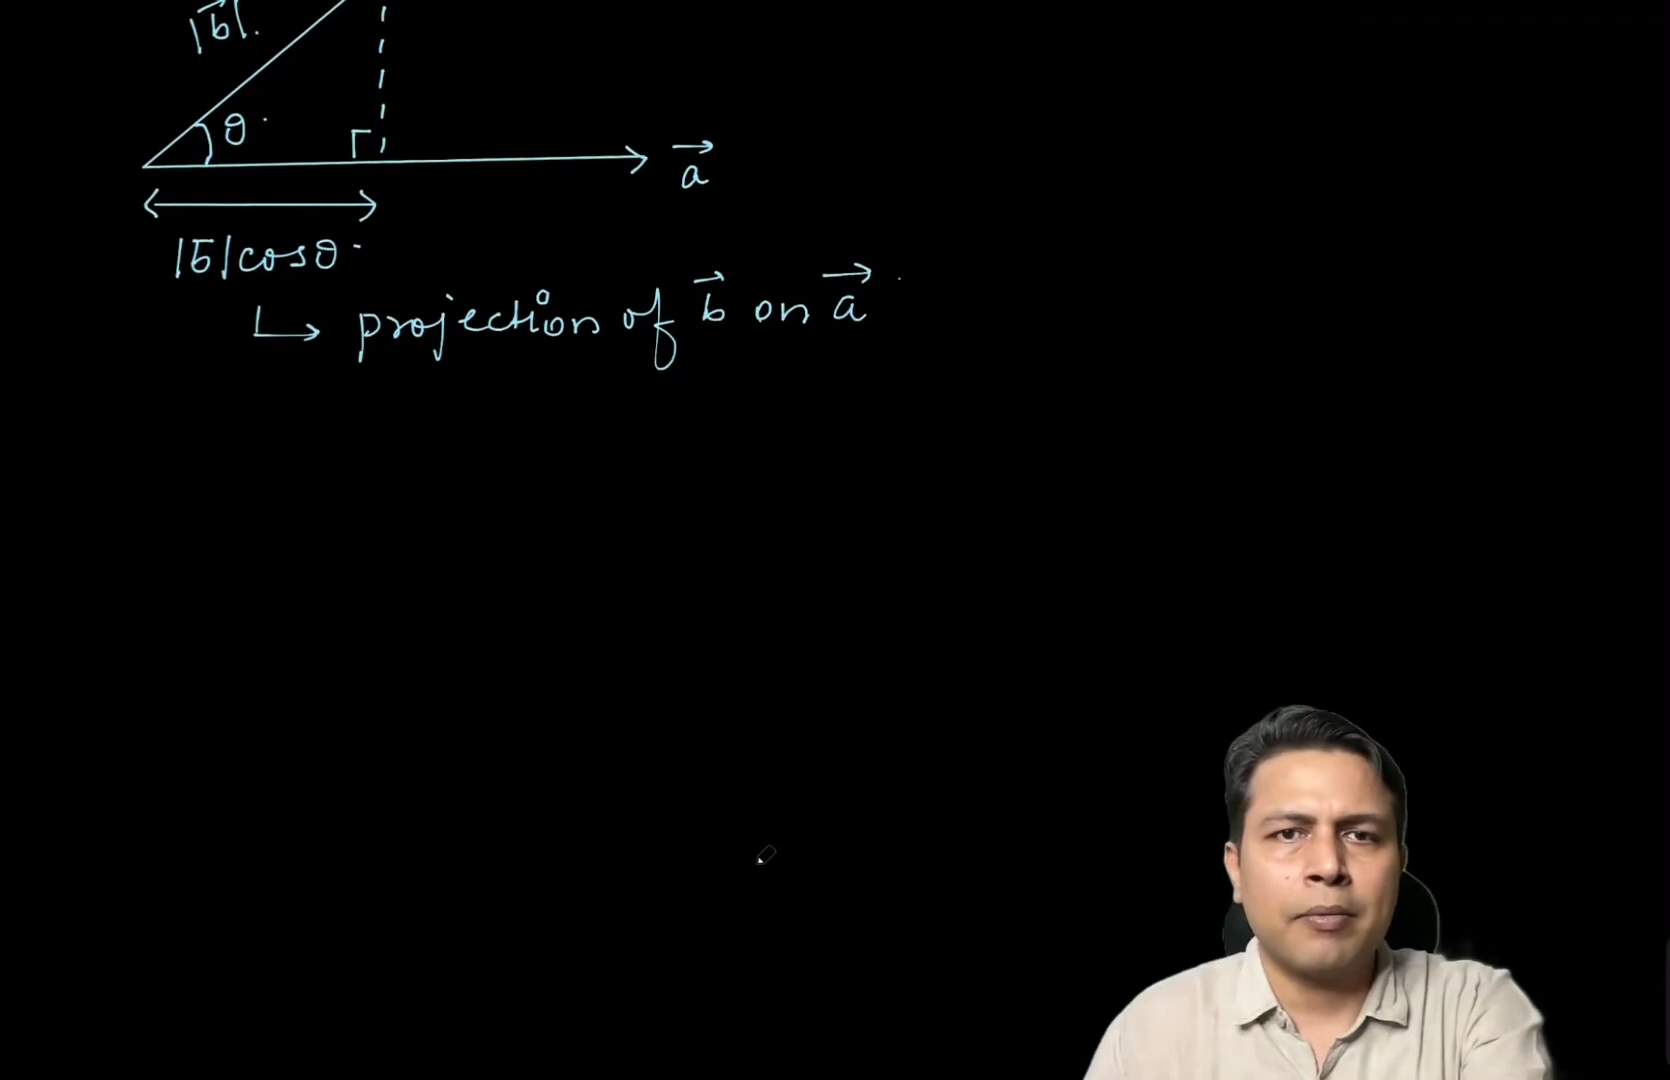 |b⃗|.
θ
a⃗
|b̅|cosθ
↳ projection of b⃗ on a⃗